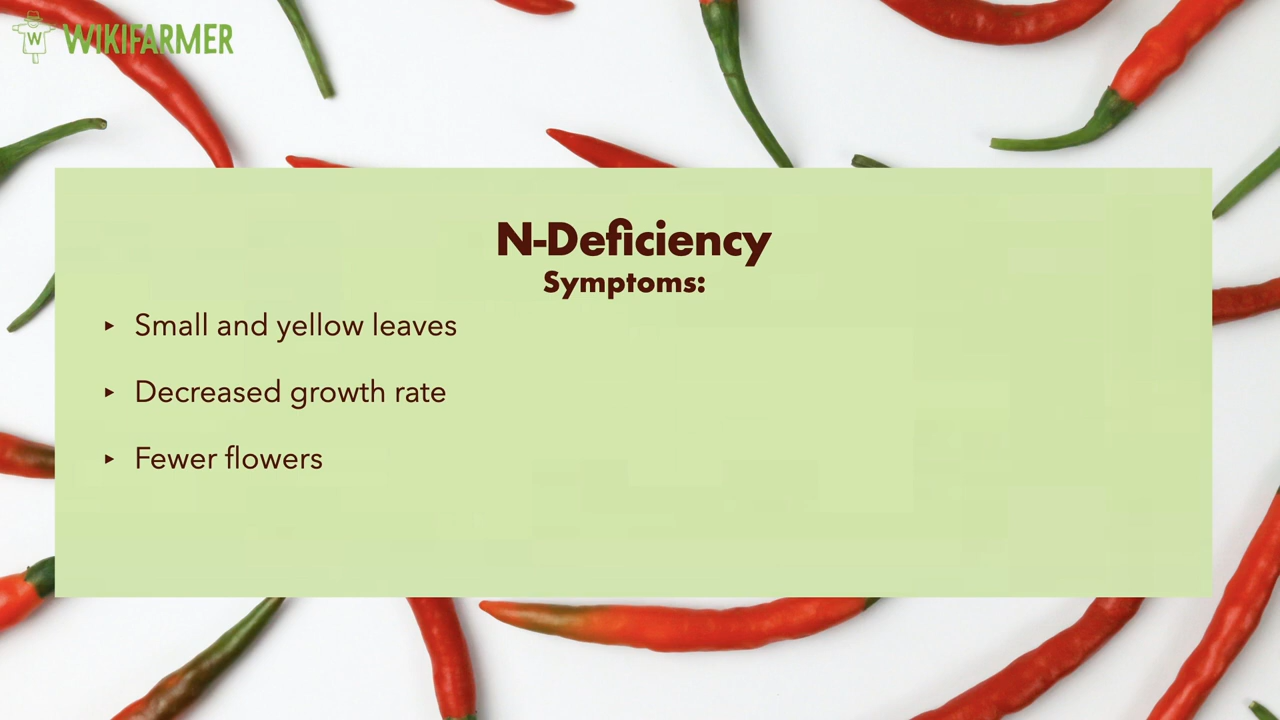 W WIKIFARMER
N-Deficiency
Symptoms:
‣ Small and yellow leaves
‣ Decreased growth rate
‣ Fewer flowers